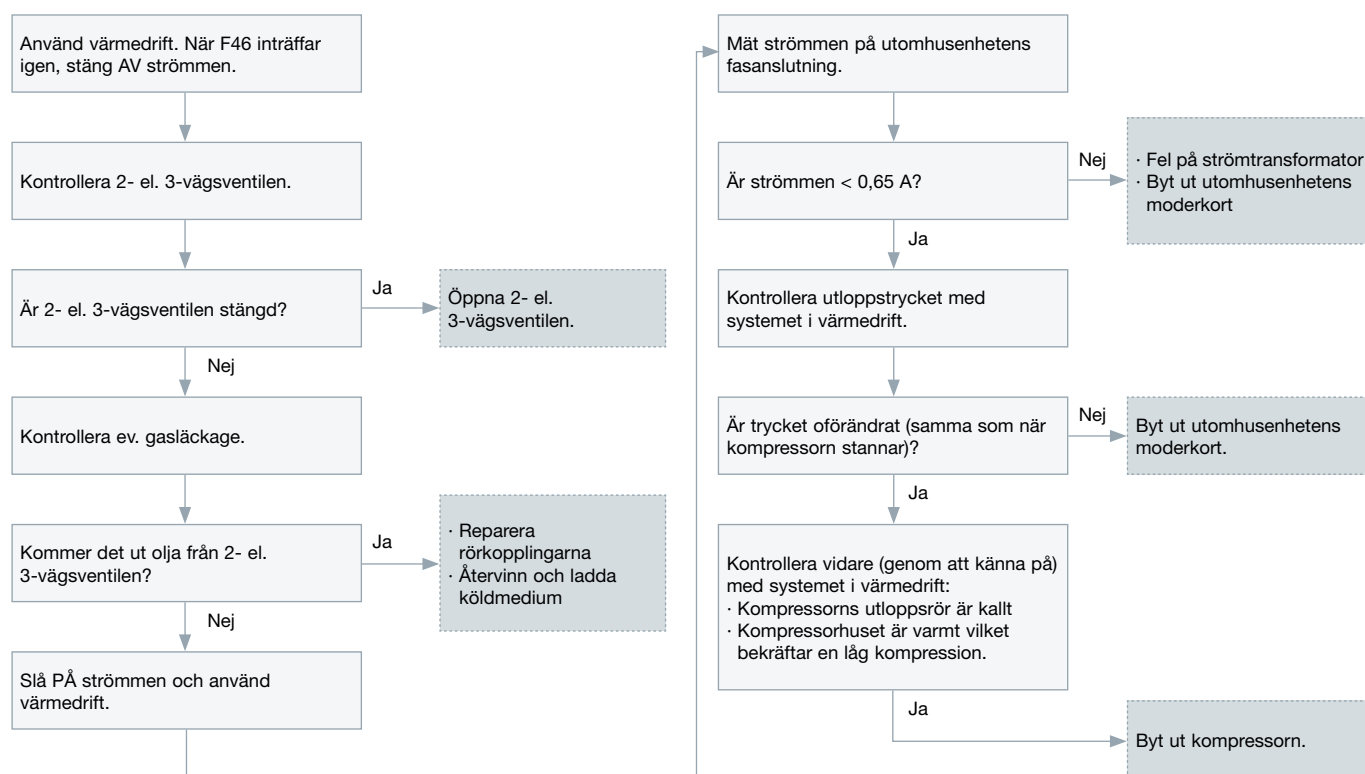 Använd värmedrift. När F46 inträffar
igen, stäng AV strömmen.
Kontrollera 2- el. 3-vägsventilen.
Är 2- el. 3-vägsventilen stängd?
Ja
Öppna 2- el.
3-vägsventilen.
Nej
Kontrollera ev. gasläckage.
Kommer det ut olja från 2- el.
3-vägsventilen?
Ja
· Reparera
rörkopplingarna
· Återvinn och ladda
köldmedium
Nej
Slå PÅ strömmen och använd
värmedrift.
Mät strömmen på utomhusenhetens
fasanslutning.
Är strömmen < 0,65 A?
Nej
· Fel på strömtransformator
· Byt ut utomhusenhetens
moderkort
Ja
Kontrollera utloppstrycket med
systemet i värmedrift.
Är trycket oförändrat (samma som när
kompressorn stannar)?
Nej
Byt ut utomhusenhetens
moderkort.
Ja
Kontrollera vidare (genom att känna på)
med systemet i värmedrift:
· Kompressorns utloppsrör är kallt
· Kompressorhuset är varmt vilket
bekräftar en låg kompression.
Ja
Byt ut kompressorn.